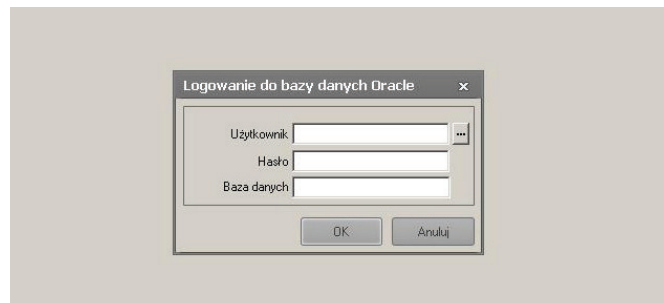 Logowanie do bazy danych Oracle
Użytkownik
Hasło
Baza danych
OK Anuluj